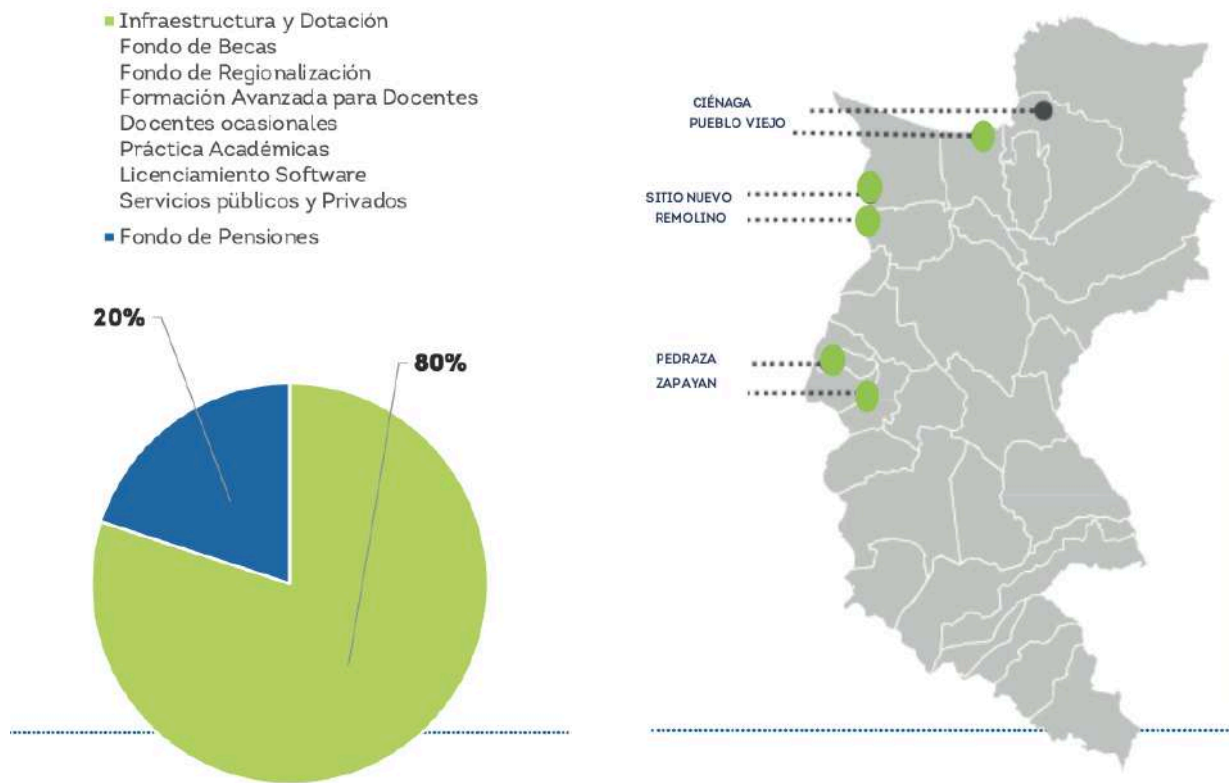 Infraestructura y Dotación
Fondo de Becas
Fondo de Regionalización
Formación Avanzada para Docentes
Docentes ocasionales
Práctica Académicas
Licenciamiento Software
Servicios públicos y Privados
Fondo de Pensiones
20%
80%
CIÉNAGA
PUEBLO VIEJO
SITIO NUEVO
REMOLINO
PEDRAZA
ZAPAYAN